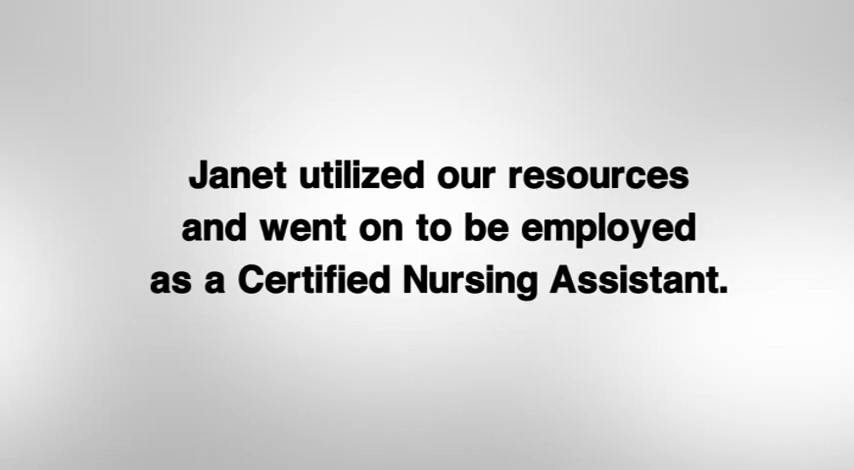 Janet utilized our resources
and went on to be employed
as a Certified Nursing Assistant.